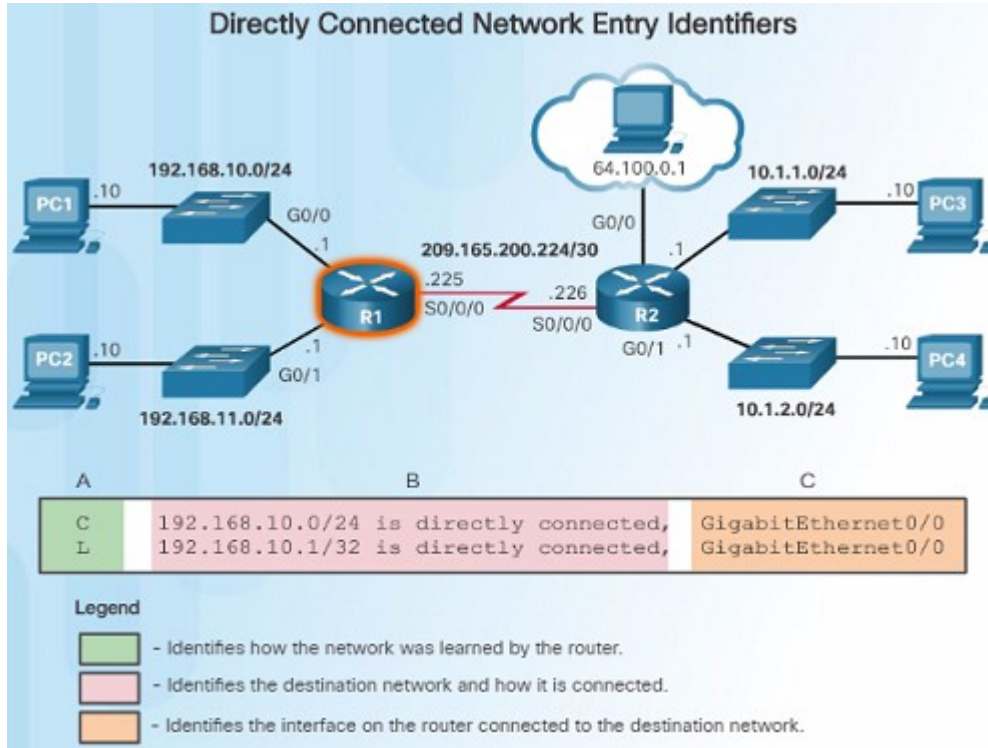 Directly Connected Network Entry Identifiers
64.100.0.1
192.168.10.0/24
10.1.1.0/24
PC1
.10
G0/0
.1
G0/0
.1
.10
PC3
209.165.200.224/30
.225
S0/0/0
R1
.226
S0/0/0
R2
PC2
.10
.1
G0/1
G0/1
.1
.10
PC4
192.168.11.0/24
10.1.2.0/24
A B C
C 192.168.10.0/24 is directly connected, GigabitEthernet0/0
L 192.168.10.1/32 is directly connected, GigabitEthernet0/0
Legend
- Identifies how the network was learned by the router.
- Identifies the destination network and how it is connected.
- Identifies the interface on the router connected to the destination network.